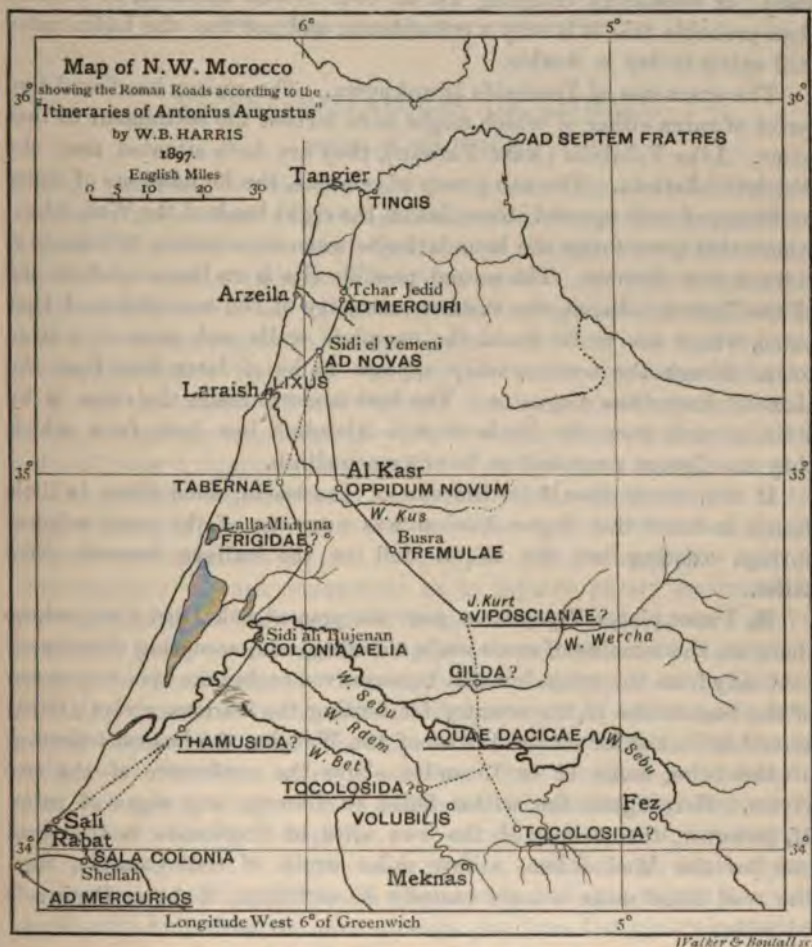 6°
5°
Map of N.W. Morocco
showing the Roman Roads according to the
"Itineraries of Antonius Augustus"
by W.B. HARRIS
1897.
English Miles
0 5 10 20 30
36°
36°
AD SEPTEM FRATRES
Tangier
TINGIS
Arzeila
Tchar Jedid
AD MERCURI
Sidi el Yemeni
AD NOVAS
Laraish
LIXUS
35°
35°
TABERNAE
Al Kasr
OPPIDUM NOVUM
W. Kus
Lalla Mimuna
FRIGIDAE?
Busra
TREMULAE
J. Kurt
VIPOSCIANAE?
W. Wercha
Sidi ali Bujenan
COLONIA AELIA
GILDA?
W. Sebu
W. Rdem
THAMUSIDA?
W. Bet
AQUAE DACICAE
W. Sebu
TOCOLOSIDA?
VOLUBILIS
Fez
TOCOLOSIDA?
Sali
Rabat
34°
34°
SALA COLONIA
Shellah
Meknas
AD MERCURIOS
Longitude West 6° of Greenwich
5°
Walker & Boutall